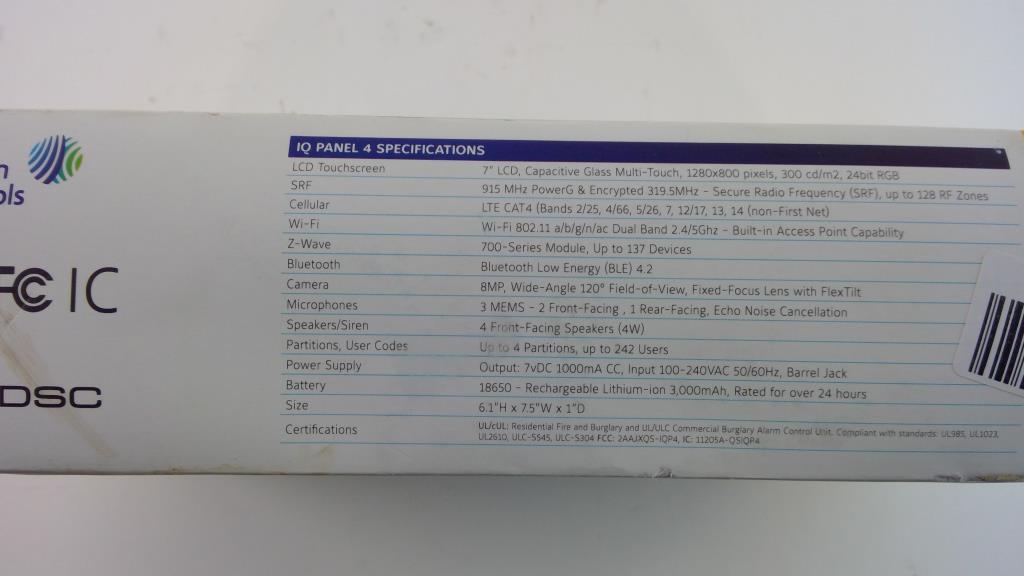 n
ols
FC IC
DSC
IQ PANEL 4 SPECIFICATIONS
LCD Touchscreen 7" LCD, Capacitive Glass Multi-Touch, 1280x800 pixels, 300 cd/m2, 24bit RGB
SRF 915 MHz PowerG & Encrypted 319.5MHz - Secure Radio Frequency (SRF), up to 128 RF Zones
Cellular LTE CAT4 (Bands 2/25, 4/66, 5/26, 7, 12/17, 13, 14 (non-First Net)
Wi-Fi Wi-Fi 802.11 a/b/g/n/ac Dual Band 2.4/5Ghz - Built-in Access Point Capability
Z-Wave 700-Series Module, Up to 137 Devices
Bluetooth Bluetooth Low Energy (BLE) 4.2
Camera 8MP, Wide-Angle 120° Field-of-View, Fixed-Focus Lens with FlexTilt
Microphones 3 MEMS - 2 Front-Facing , 1 Rear-Facing, Echo Noise Cancellation
Speakers/Siren 4 Front-Facing Speakers (4W)
Partitions, User Codes Up to 4 Partitions, up to 242 Users
Power Supply Output: 7vDC 1000mA CC, Input 100-240VAC 50/60Hz, Barrel Jack
Battery 18650 - Rechargeable Lithium-ion 3,000mAh, Rated for over 24 hours
Size 6.1"H x 7.5"W x 1"D
Certifications UL/cUL: Residential Fire and Burglary and UL/ULC Commercial Burglary Alarm Control Unit. Compliant with standards: UL985, UL1023,
UL2610, ULC-S545, ULC-S304 FCC: 2AAJXQS-IQP4, IC: 11205A-QSIQP4